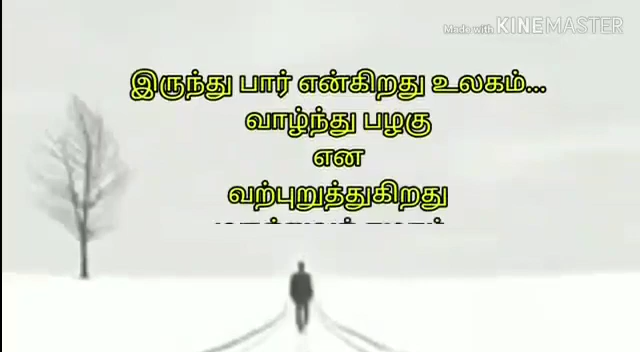 Made with KINEMASTER
இருந்து பார் என்கிறது உலகம்...
வாழ்ந்து பழகு
என
வற்புறுத்துகிறது